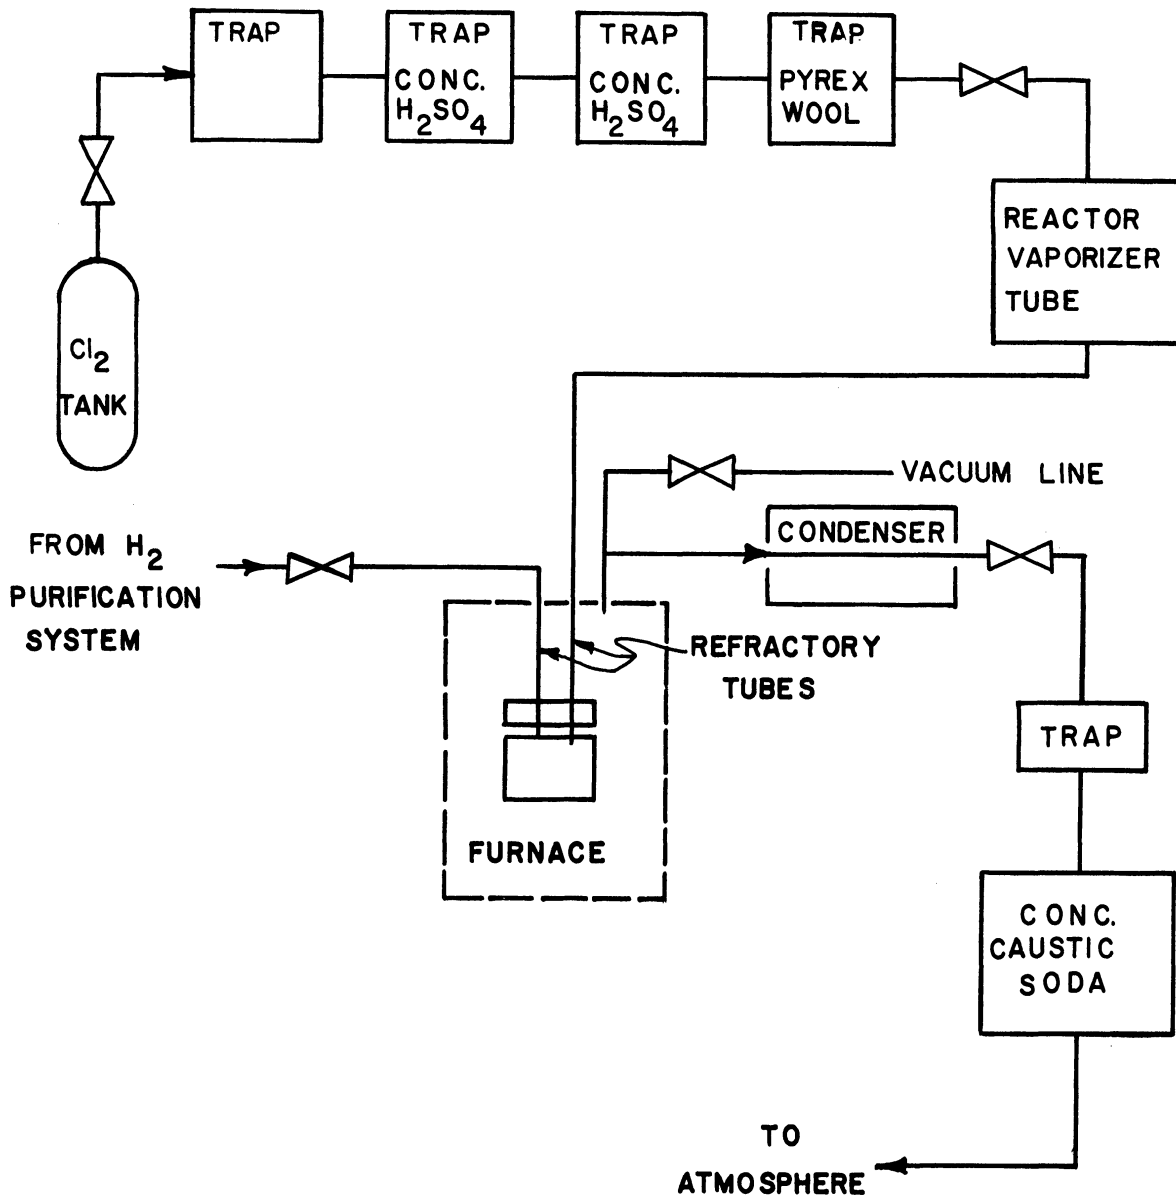 TRAP
TRAP
CONC.
H2SO4
TRAP
CONC.
H2SO4
TRAP
PYREX
WOOL
REACTOR
VAPORIZER
TUBE
Cl2
TANK
VACUUM LINE
CONDENSER
FROM H2
PURIFICATION
SYSTEM
REFRACTORY
TUBES
TRAP
FURNACE
CONC.
CAUSTIC
SODA
TO
ATMOSPHERE